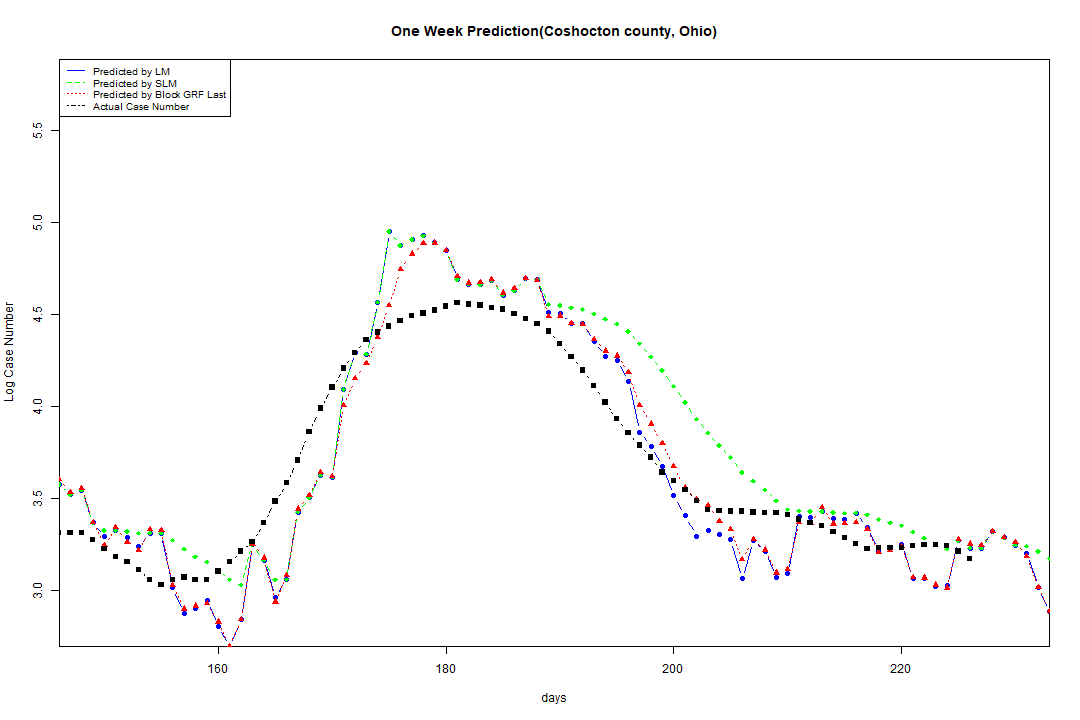 One Week Prediction(Coshocton county, Ohio)
Predicted by LM
Predicted by SLM
Predicted by Block GRF Last
Actual Case Number
5.5
5.0
4.5
4.0
3.5
3.0
Log Case Number
160
180
200
220
days